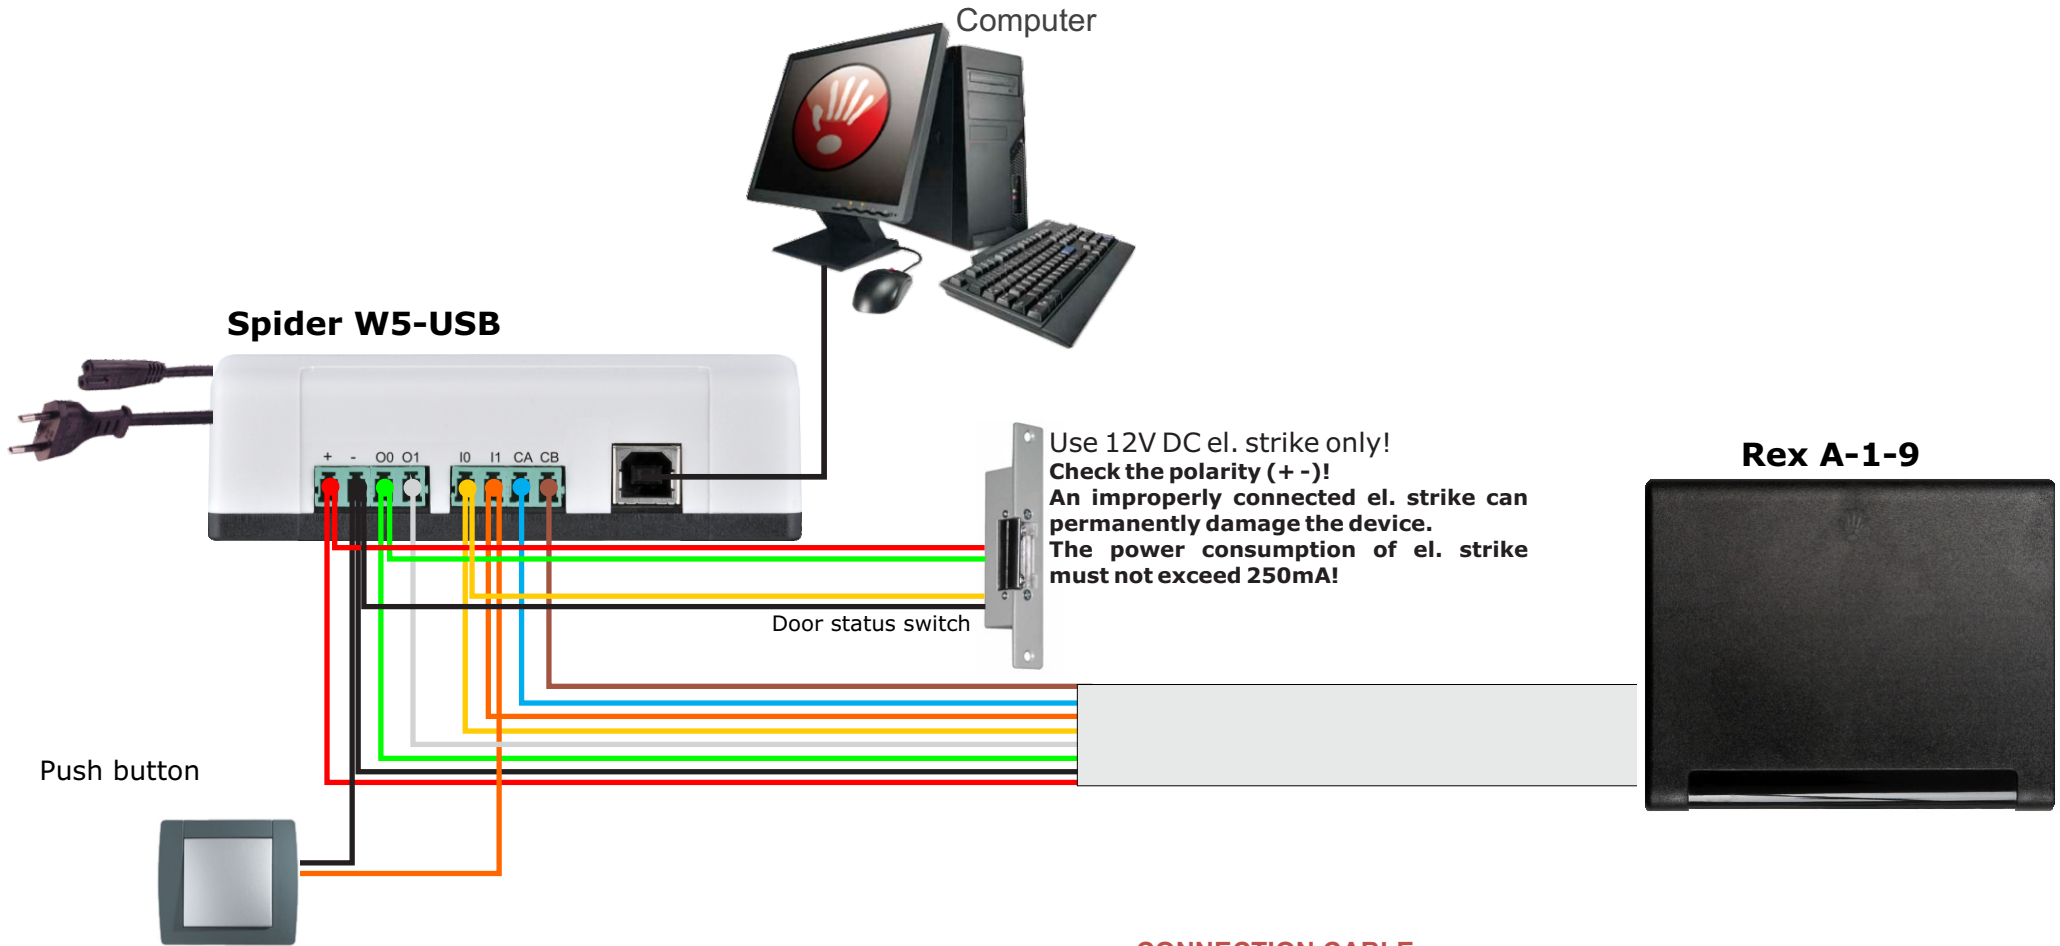 Computer
Spider W5-USB
+ - O0 O1 I0 I1 CA CB
Use 12V DC el. strike only!
Check the polarity (+ -)!
An improperly connected el. strike can
permanently damage the device.
The power consumption of el. strike
must not exceed 250mA!
Rex A-1-9
Door status switch
Push button
CONNECTION CABLE